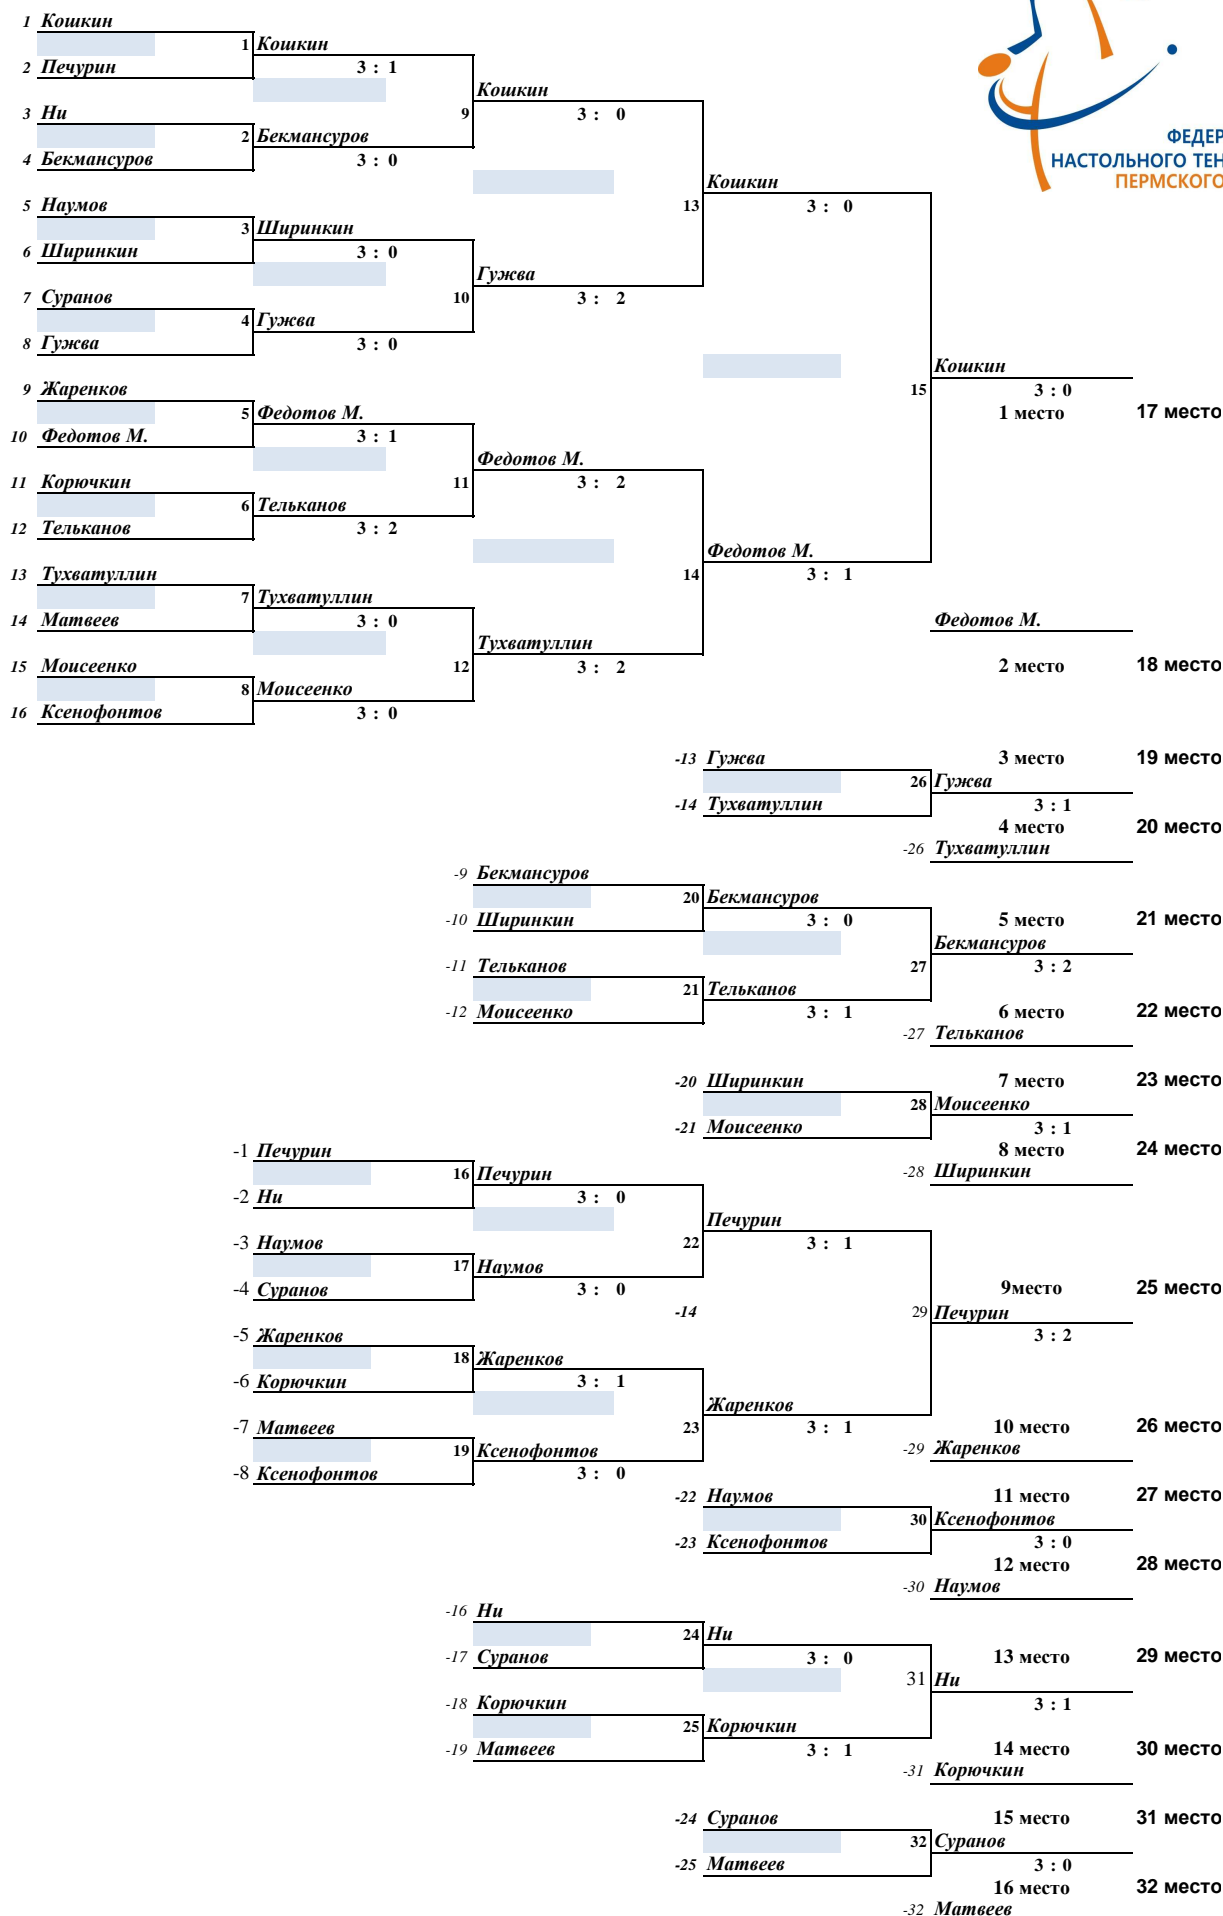 1 Кошкин
1 Кошкин
2 Печурин
3 : 1
Кошкин
3 Ни
9
3 : 0
2 Бекмансуров
4 Бекмансуров
3 : 0
ФЕДЕР
НАСТОЛЬНОГО ТЕН
ПЕРМСКОГО
Кошкин
5 Наумов
13
3 : 0
3 Ширинкин
6 Ширинкин
3 : 0
Гужва
7 Суранов
10
3 : 2
4 Гужва
8 Гужва
3 : 0
Кошкин
9 Жаренков
15
3 : 0
5 Федотов М.
1 место
17 место
10 Федотов М.
3 : 1
Федотов М.
11 Корючкин
11
3 : 2
6 Тельканов
12 Тельканов
3 : 2
Федотов М.
13 Тухватуллин
14
3 : 1
7 Тухватуллин
14 Матвеев
3 : 0
Федотов М.
Тухватуллин
15 Моисеенко
12
3 : 2
2 место
18 место
8 Моисеенко
16 Ксенофонтов
3 : 0
-13 Гужва
3 место
19 место
26 Гужва
-14 Тухватуллин
3 : 1
4 место
20 место
-26 Тухватуллин
-9 Бекмансуров
20 Бекмансуров
-10 Ширинкин
3 : 0
5 место
21 место
Бекмансуров
-11 Тельканов
27
3 : 2
21 Тельканов
-12 Моисеенко
3 : 1
6 место
22 место
-27 Тельканов
-20 Ширинкин
7 место
23 место
28 Моисеенко
-21 Моисеенко
3 : 1
-1 Печурин
8 место
24 место
16 Печурин
-28 Ширинкин
-2 Ни
3 : 0
Печурин
-3 Наумов
22
3 : 1
17 Наумов
-4 Суранов
3 : 0
9место
25 место
-14
29 Печурин
-5 Жаренков
3 : 2
18 Жаренков
-6 Корючкин
3 : 1
Жаренков
-7 Матвеев
23
3 : 1
10 место
26 место
19 Ксенофонтов
-29 Жаренков
-8 Ксенофонтов
3 : 0
-22 Наумов
11 место
27 место
30 Ксенофонтов
-23 Ксенофонтов
3 : 0
12 место
28 место
-30 Наумов
-16 Ни
24 Ни
-17 Суранов
3 : 0
13 место
29 место
31 Ни
-18 Корючкин
3 : 1
25 Корючкин
-19 Матвеев
3 : 1
14 место
30 место
-31 Корючкин
-24 Суранов
15 место
31 место
32 Суранов
-25 Матвеев
3 : 0
16 место
32 место
-32 Матвеев